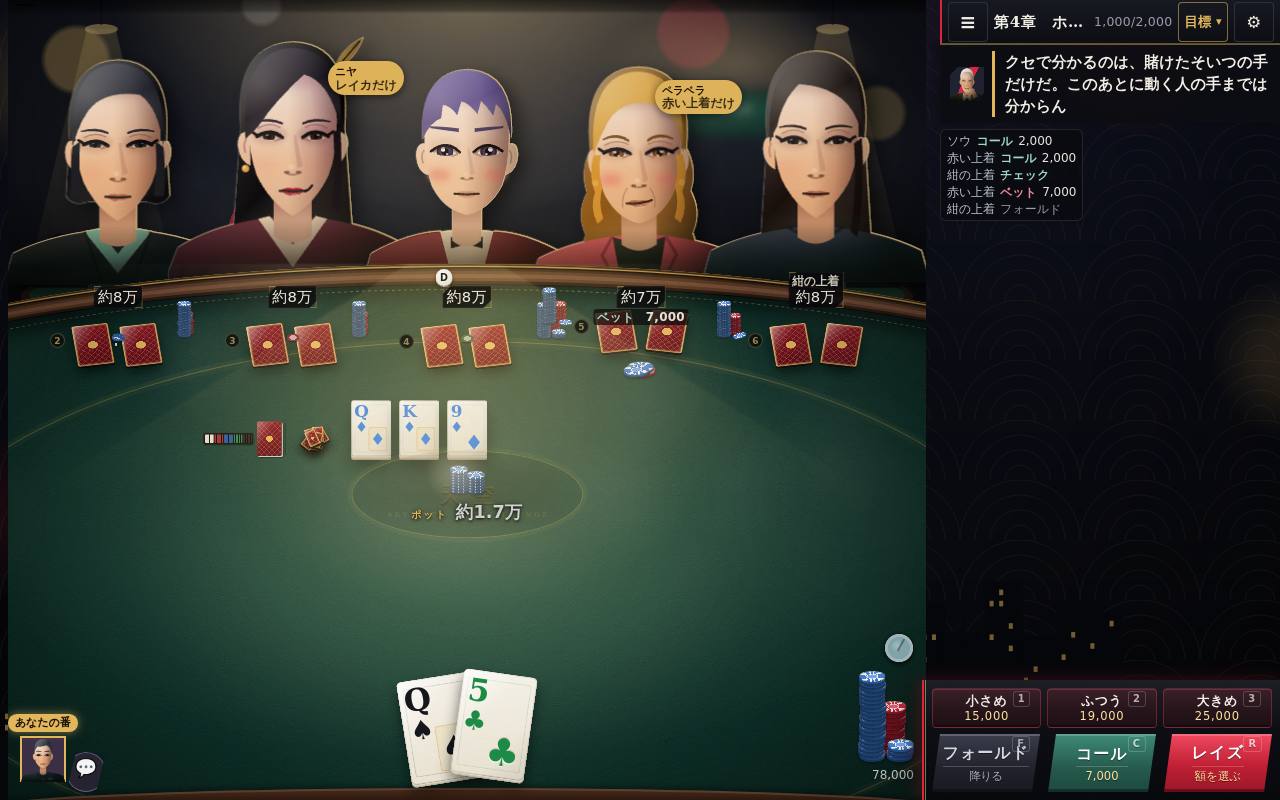 第4章 ホ… 1,000/2,000 目標▾
クセで分かるのは、賭けたそいつの手
だけだ。このあとに動く人の手までは
分からん
ソウ コール 2,000
赤い上着 コール 2,000
紺の上着 チェック
赤い上着 ベット 7,000
紺の上着 フォールド
ニヤ
レイカだけ
ペラペラ
赤い上着だけ
D
紺の上着
約8万
約8万
約8万
約7万
約8万
ベット 7,000
2
3
4
5
6
Q
K
9
ポット 約1.7万
Q
5
あなたの番
78,000
小さめ 1
15,000
ふつう 2
19,000
大きめ 3
25,000
フォールド F
降りる
コール C
7,000
レイズ R
額を選ぶ